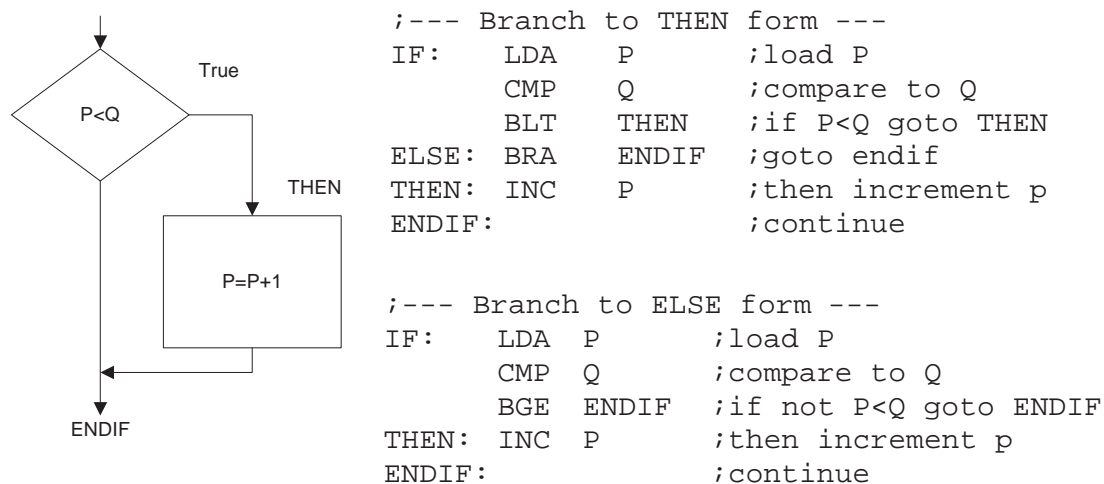 True
P<Q
THEN
P=P+1
ENDIF
;--- Branch to THEN form ---
IF: LDA P ;load P
CMP Q ;compare to Q
BLT THEN ;if P<Q goto THEN
ELSE: BRA ENDIF ;goto endif
THEN: INC P ;then increment p
ENDIF: ;continue
;--- Branch to ELSE form ---
IF: LDA P ;load P
CMP Q ;compare to Q
BGE ENDIF ;if not P<Q goto ENDIF
THEN: INC P ;then increment p
ENDIF: ;continue